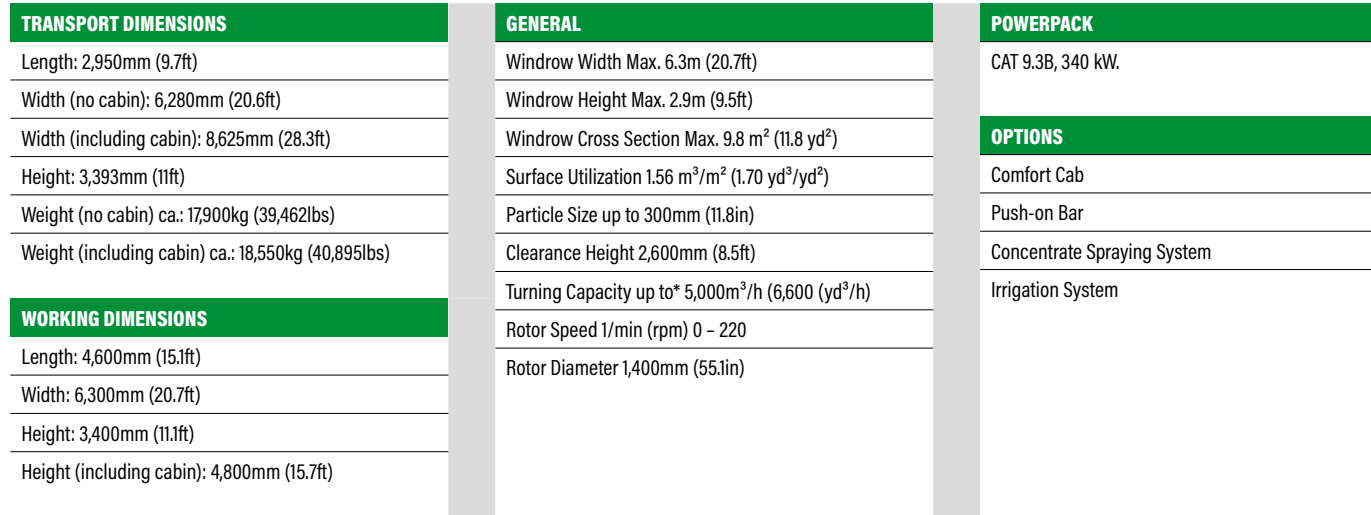 TRANSPORT DIMENSIONS
Length: 2,950mm (9.7ft)
Width (no cabin): 6,280mm (20.6ft)
Width (including cabin): 8,625mm (28.3ft)
Height: 3,393mm (11ft)
Weight (no cabin) ca.: 17,900kg (39,462lbs)
Weight (including cabin) ca.: 18,550kg (40,895lbs)
WORKING DIMENSIONS
Length: 4,600mm (15.1ft)
Width: 6,300mm (20.7ft)
Height: 3,400mm (11.1ft)
Height (including cabin): 4,800mm (15.7ft)
GENERAL
Windrow Width Max. 6.3m (20.7ft)
Windrow Height Max. 2.9m (9.5ft)
Windrow Cross Section Max. 9.8 m² (11.8 yd²)
Surface Utilization 1.56 m³/m² (1.70 yd³/yd²)
Particle Size up to 300mm (11.8in)
Clearance Height 2,600mm (8.5ft)
Turning Capacity up to* 5,000m³/h (6,600 (yd³/h)
Rotor Speed 1/min (rpm) 0 – 220
Rotor Diameter 1,400mm (55.1in)
POWERPACK
CAT 9.3B, 340 kW.
OPTIONS
Comfort Cab
Push-on Bar
Concentrate Spraying System
Irrigation System